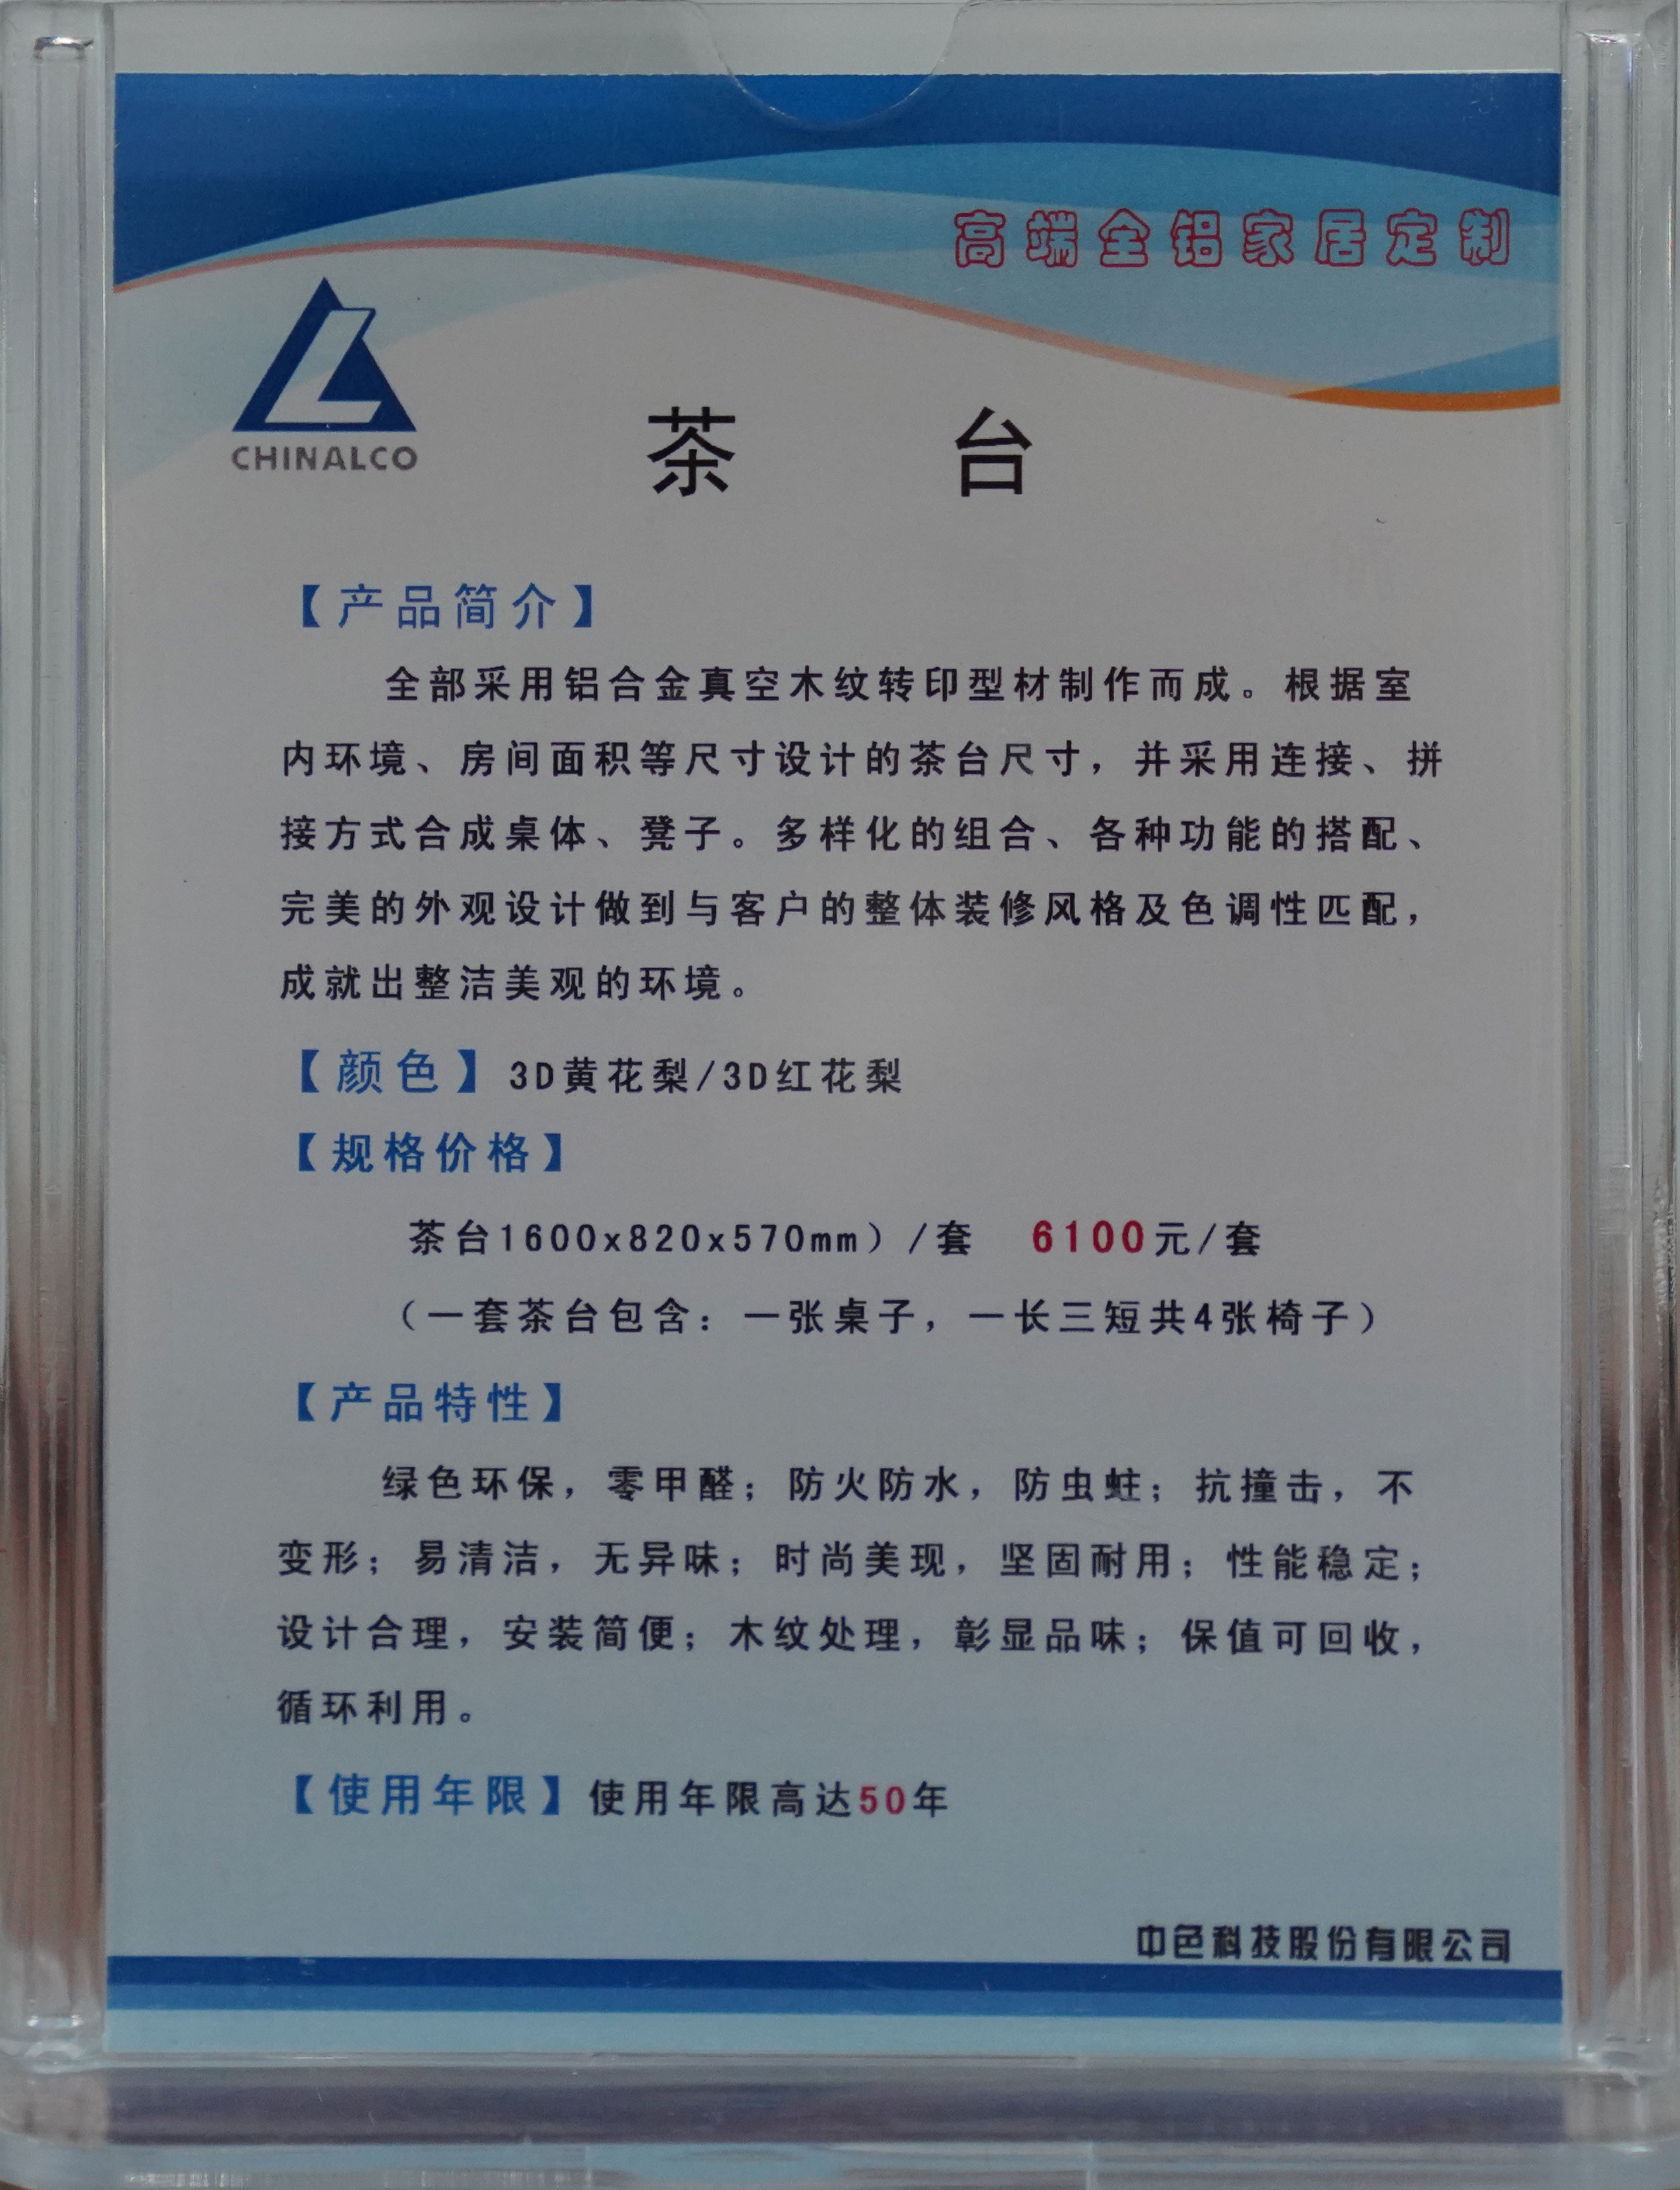 高端全铝家居定制
CHINALCO
茶台
【产品简介】
全部采用铝合金真空木纹转印型材制作而成。根据室
内环境、房间面积等尺寸设计的茶台尺寸，并采用连接、拼
接方式合成桌体、凳子。多样化的组合、各种功能的搭配、
完美的外观设计做到与客户的整体装修风格及色调性匹配，
成就出整洁美观的环境。
【颜色】3D黄花梨/3D红花梨
【规格价格】
茶台1600x820x570mm）/套 6100元/套
（一套茶台包含：一张桌子，一长三短共4张椅子）
【产品特性】
绿色环保，零甲醛；防火防水，防虫蛀；抗撞击，不
变形；易清洁，无异味；时尚美现，坚固耐用；性能稳定；
设计合理，安装简便；木纹处理，彰显品味；保值可回收，
循环利用。
【使用年限】使用年限高达50年
中色科技股份有限公司